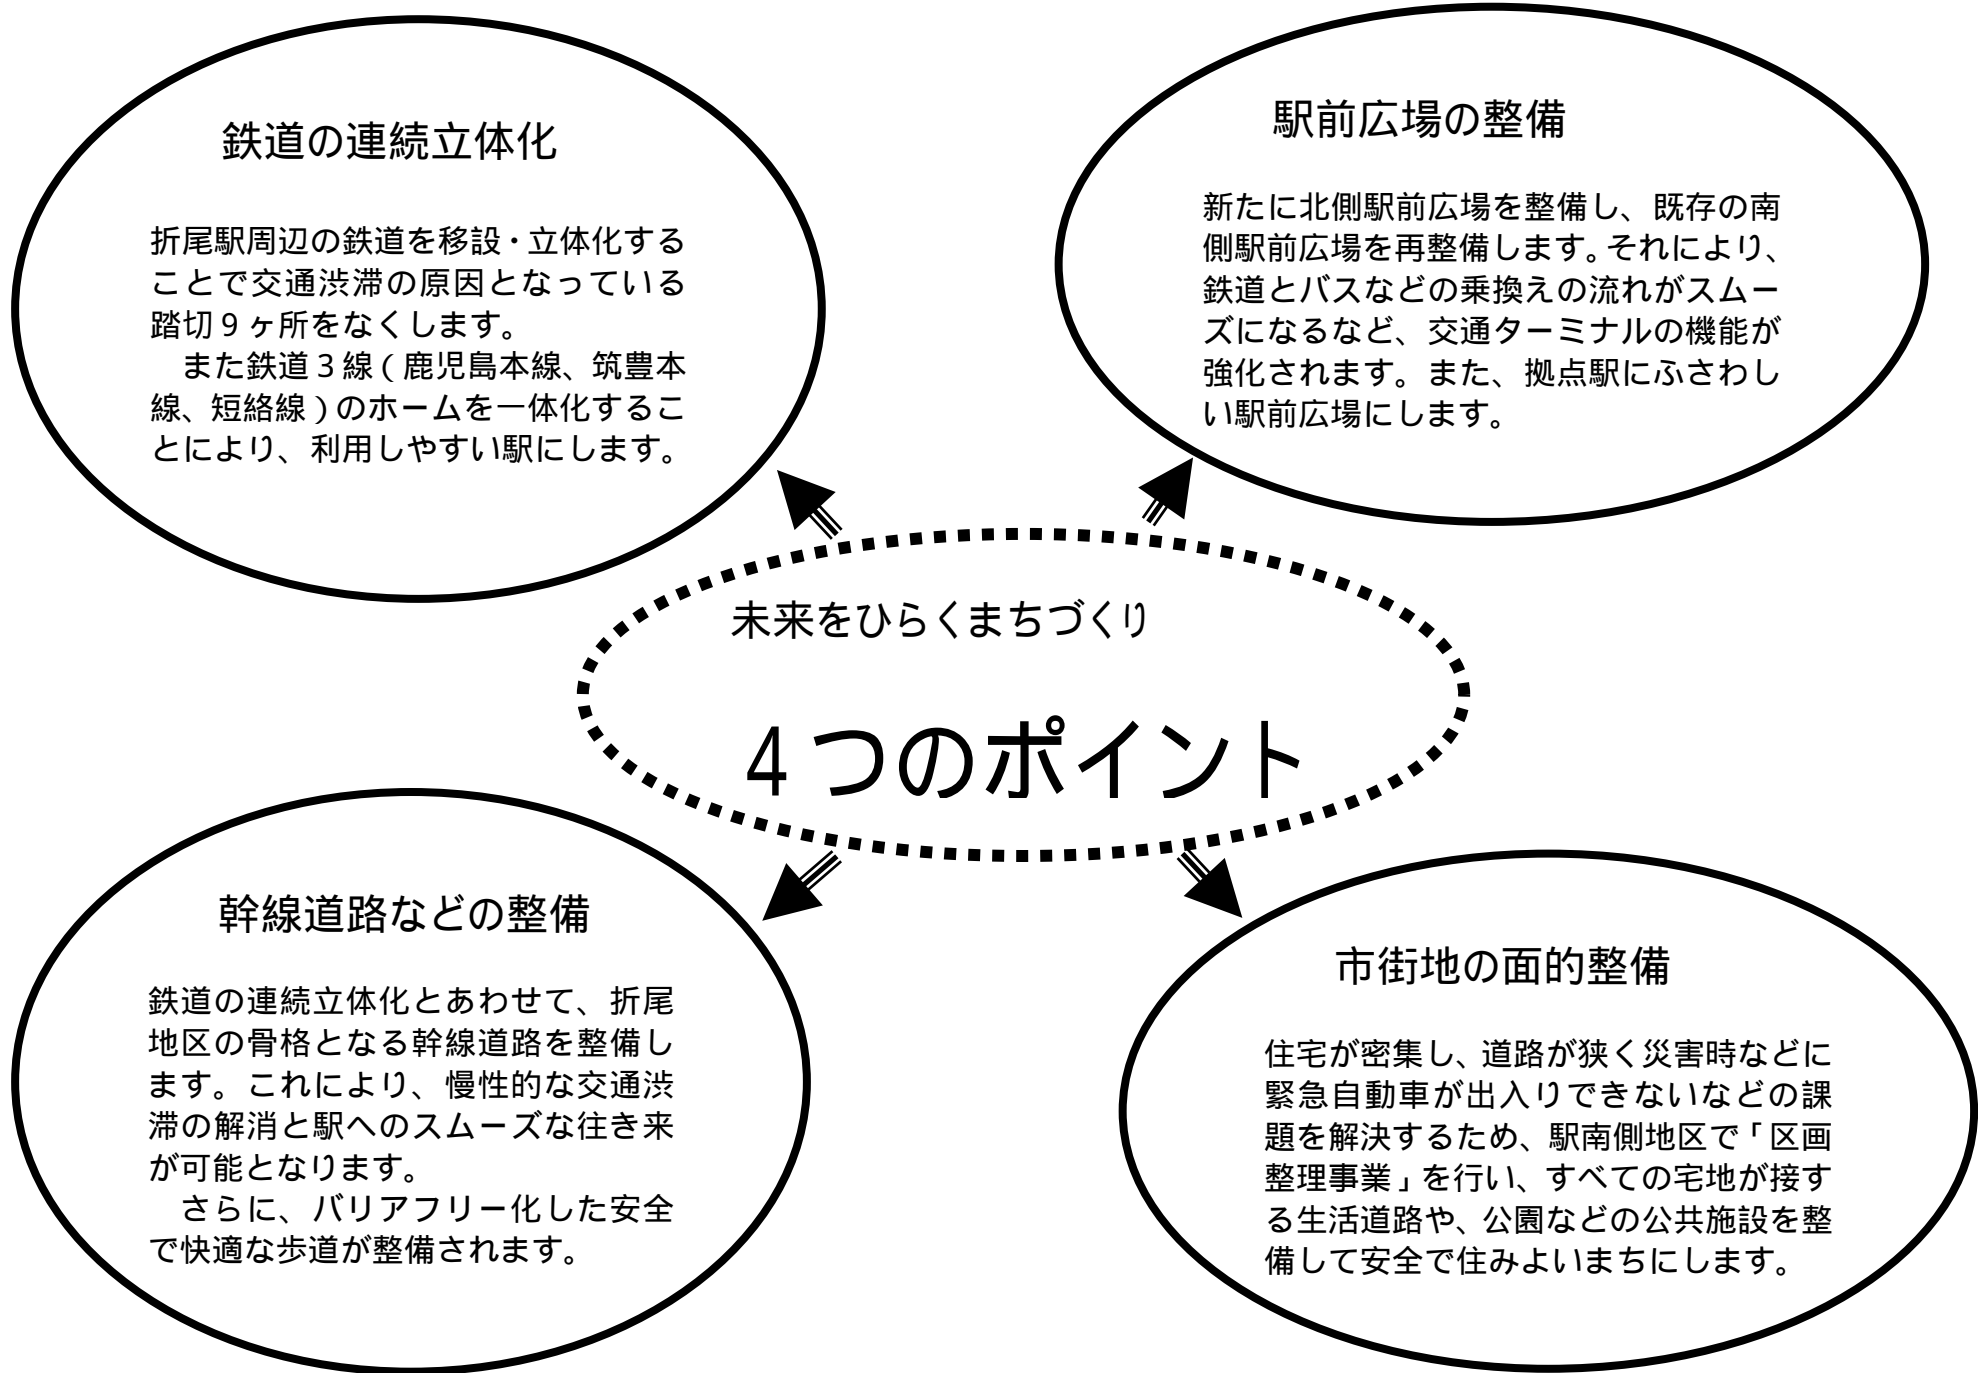 鉄道の連続立体化
折尾駅周辺の鉄道を移設・立体化する
ことで交通渋滞の原因となっている
踏切９ヶ所をなくします。
　また鉄道３線（鹿児島本線、筑豊本
線、短絡線）のホームを一体化するこ
とにより、利用しやすい駅にします。
駅前広場の整備
新たに北側駅前広場を整備し、既存の南
側駅前広場を再整備します。それにより、
鉄道とバスなどの乗換えの流れがスムー
ズになるなど、交通ターミナルの機能が
強化されます。また、拠点駅にふさわし
い駅前広場にします。
未来をひらくまちづくり
４つのポイント
幹線道路などの整備
鉄道の連続立体化とあわせて、折尾
地区の骨格となる幹線道路を整備し
ます。これにより、慢性的な交通渋
滞の解消と駅へのスムーズな往き来
が可能となります。
　さらに、バリアフリー化した安全
で快適な歩道が整備されます。
市街地の面的整備
住宅が密集し、道路が狭く災害時などに
緊急自動車が出入りできないなどの課
題を解決するため、駅南側地区で「区画
整理事業」を行い、すべての宅地が接す
る生活道路や、公園などの公共施設を整
備して安全で住みよいまちにします。